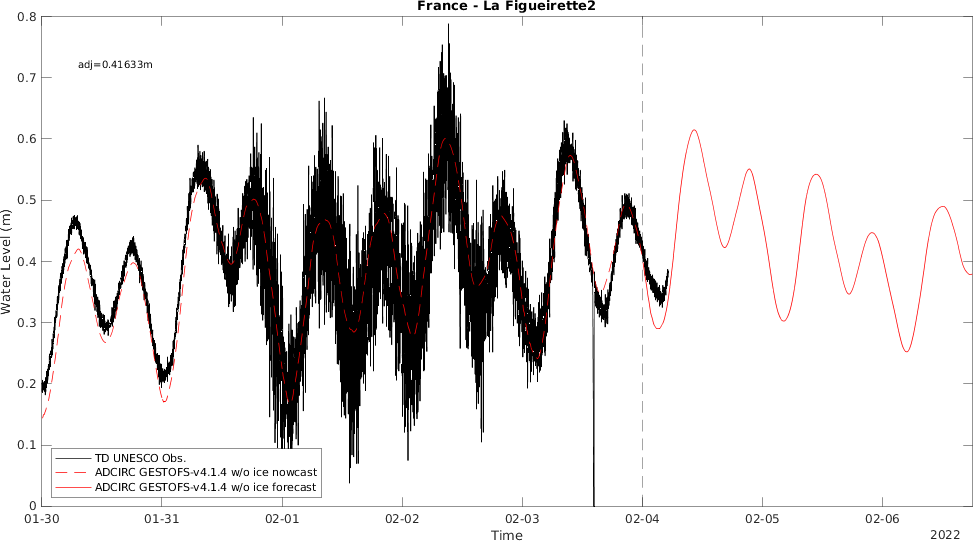 France - La Figueirette2
adj=0.41633m
Water Level (m)
0.8
0.7
0.6
0.5
0.4
0.3
0.2
0.1
0
TD UNESCO Obs.
ADCIRC GESTOFS-v4.1.4 w/o ice nowcast
ADCIRC GESTOFS-v4.1.4 w/o ice forecast
01-30 01-31 02-01 02-02 02-03 02-04 02-05 02-06
Time
2022